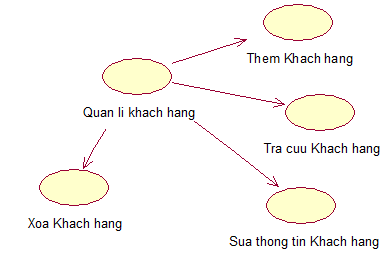 Them Khach hang
Quan li khach hang
Tra cuu Khach hang
Xoa Khach hang
Sua thong tin Khach hang